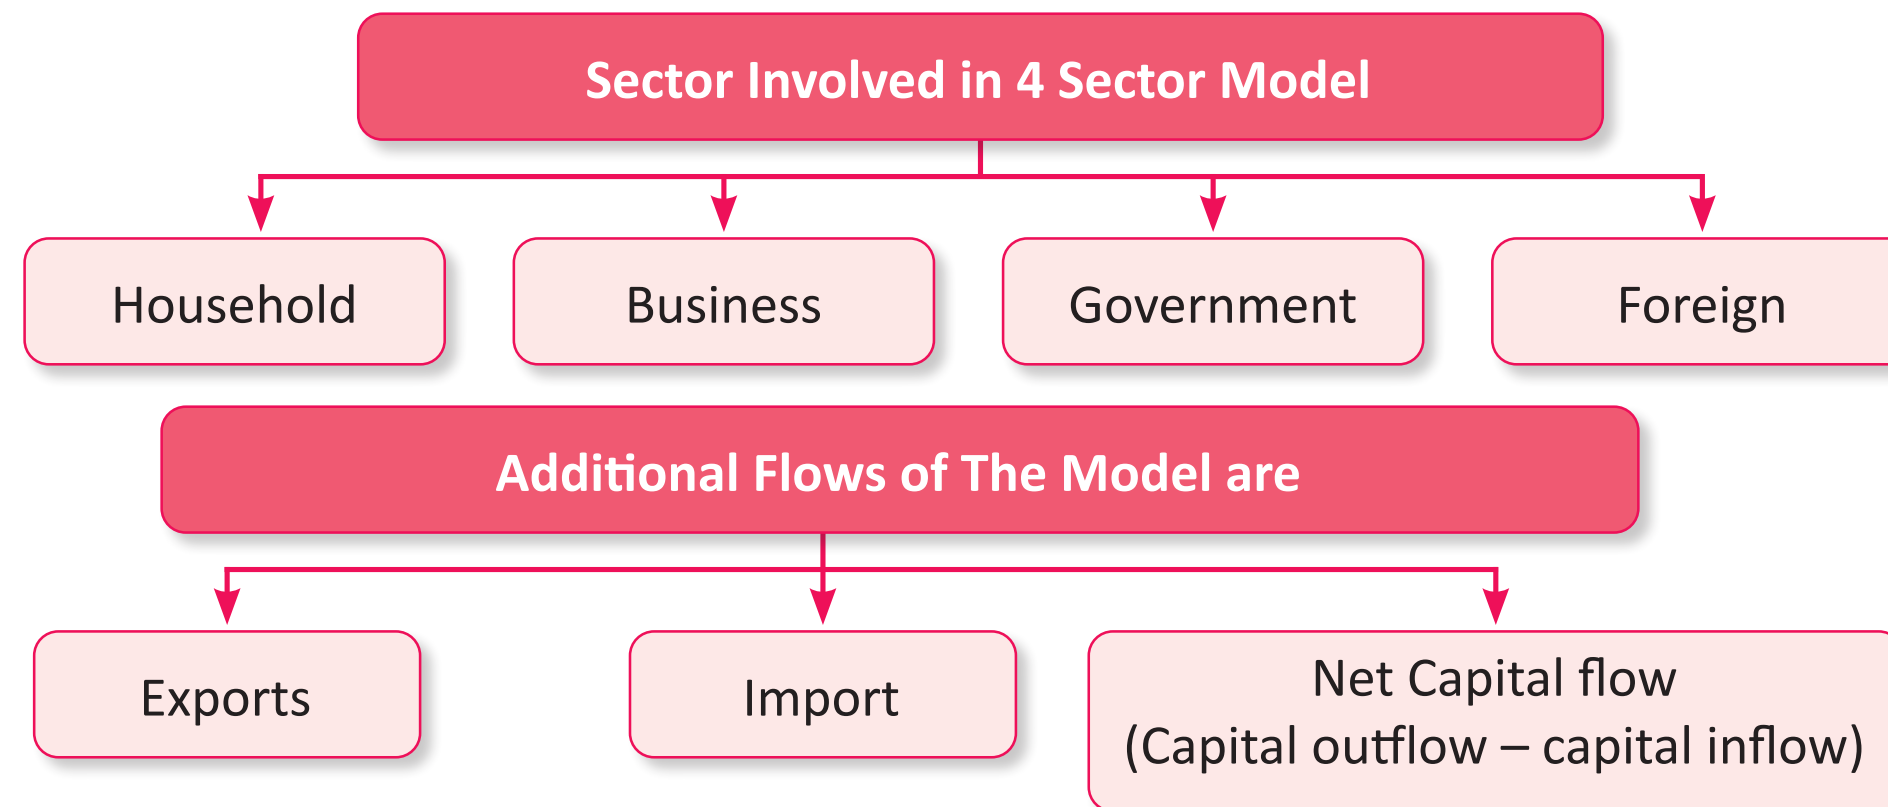 Sector Involved in 4 Sector Model
Household
Business
Government
Foreign
Additional Flows of The Model are
Exports
Import
Net Capital flow
(Capital outflow – capital inflow)